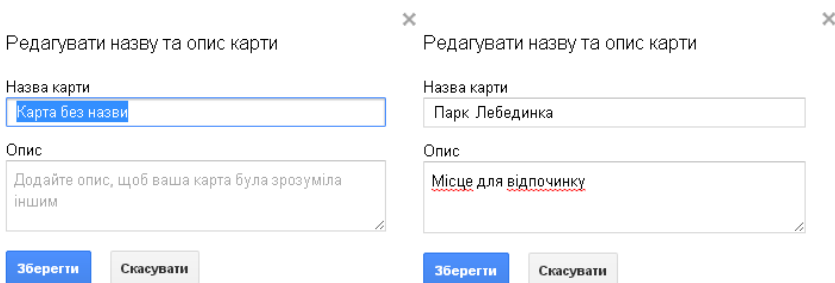 Редагувати назву та опис карти
Назва карти
Карта без назви
Опис
Додайте опис, щоб ваша карта була зрозуміла
іншим
Зберегти Скасувати
Редагувати назву та опис карти
Назва карти
Парк Лебединка
Опис
Місце для відпочинку
Зберегти Скасувати